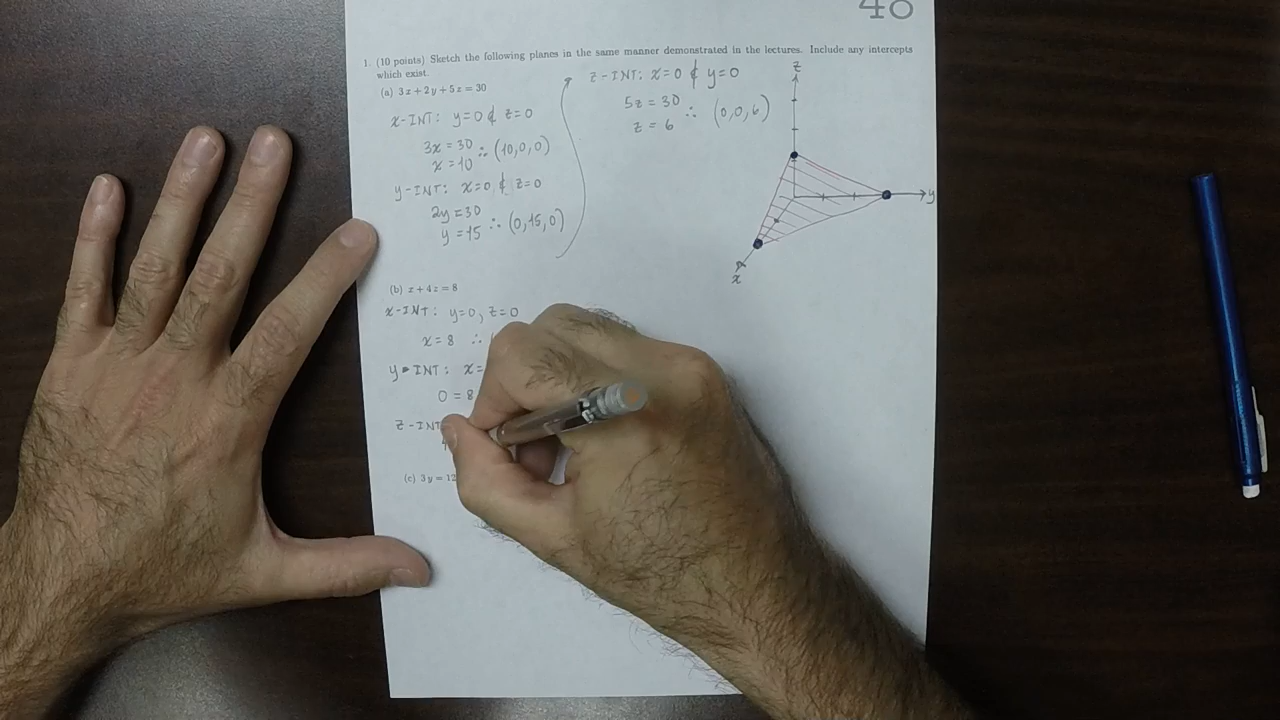 48
1. (10 points) Sketch the following planes in the same manner demonstrated in the lectures. Include any intercepts
which exist.
(a) 3x + 2y + 5z = 30
x-INT: y=0 & z=0
3x = 30 ∴ (10,0,0)
x = 10
y-INT: x=0 & z=0
2y = 30
y = 15 ∴ (0,15,0)
z-INT: x=0 & y=0
5z = 30 ∴ (0,0,6)
z = 6
z
y
x
(b) x + 4z = 8
x-INT: y=0, z=0
x = 8 ∴
y-INT: x=
0 = 8
z-INT
(c) 3y = 12